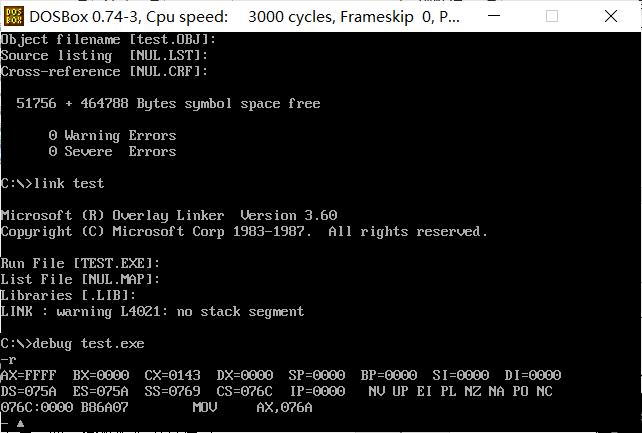 DOS BOX DOSBox 0.74-3, Cpu speed: 3000 cycles, Frameskip 0, P...
Object filename [test.OBJ]:
Source listing [NUL.LST]:
Cross-reference [NUL.CRF]:
51756 + 464788 Bytes symbol space free
0 Warning Errors
0 Severe Errors
C:\>link test
Microsoft (R) Overlay Linker Version 3.60
Copyright (C) Microsoft Corp 1983-1987. All rights reserved.
Run File [TEST.EXE]:
List File [NUL.MAP]:
Libraries [.LIB]:
LINK : warning L4021: no stack segment
C:\>debug test.exe
-r
AX=FFFF BX=0000 CX=0143 DX=0000 SP=0000 BP=0000 SI=0000 DI=0000
DS=075A ES=075A SS=0769 CS=076C IP=0000 NV UP EI PL NZ NA PO NC
076C:0000 B86A07 MOV AX,076A
-